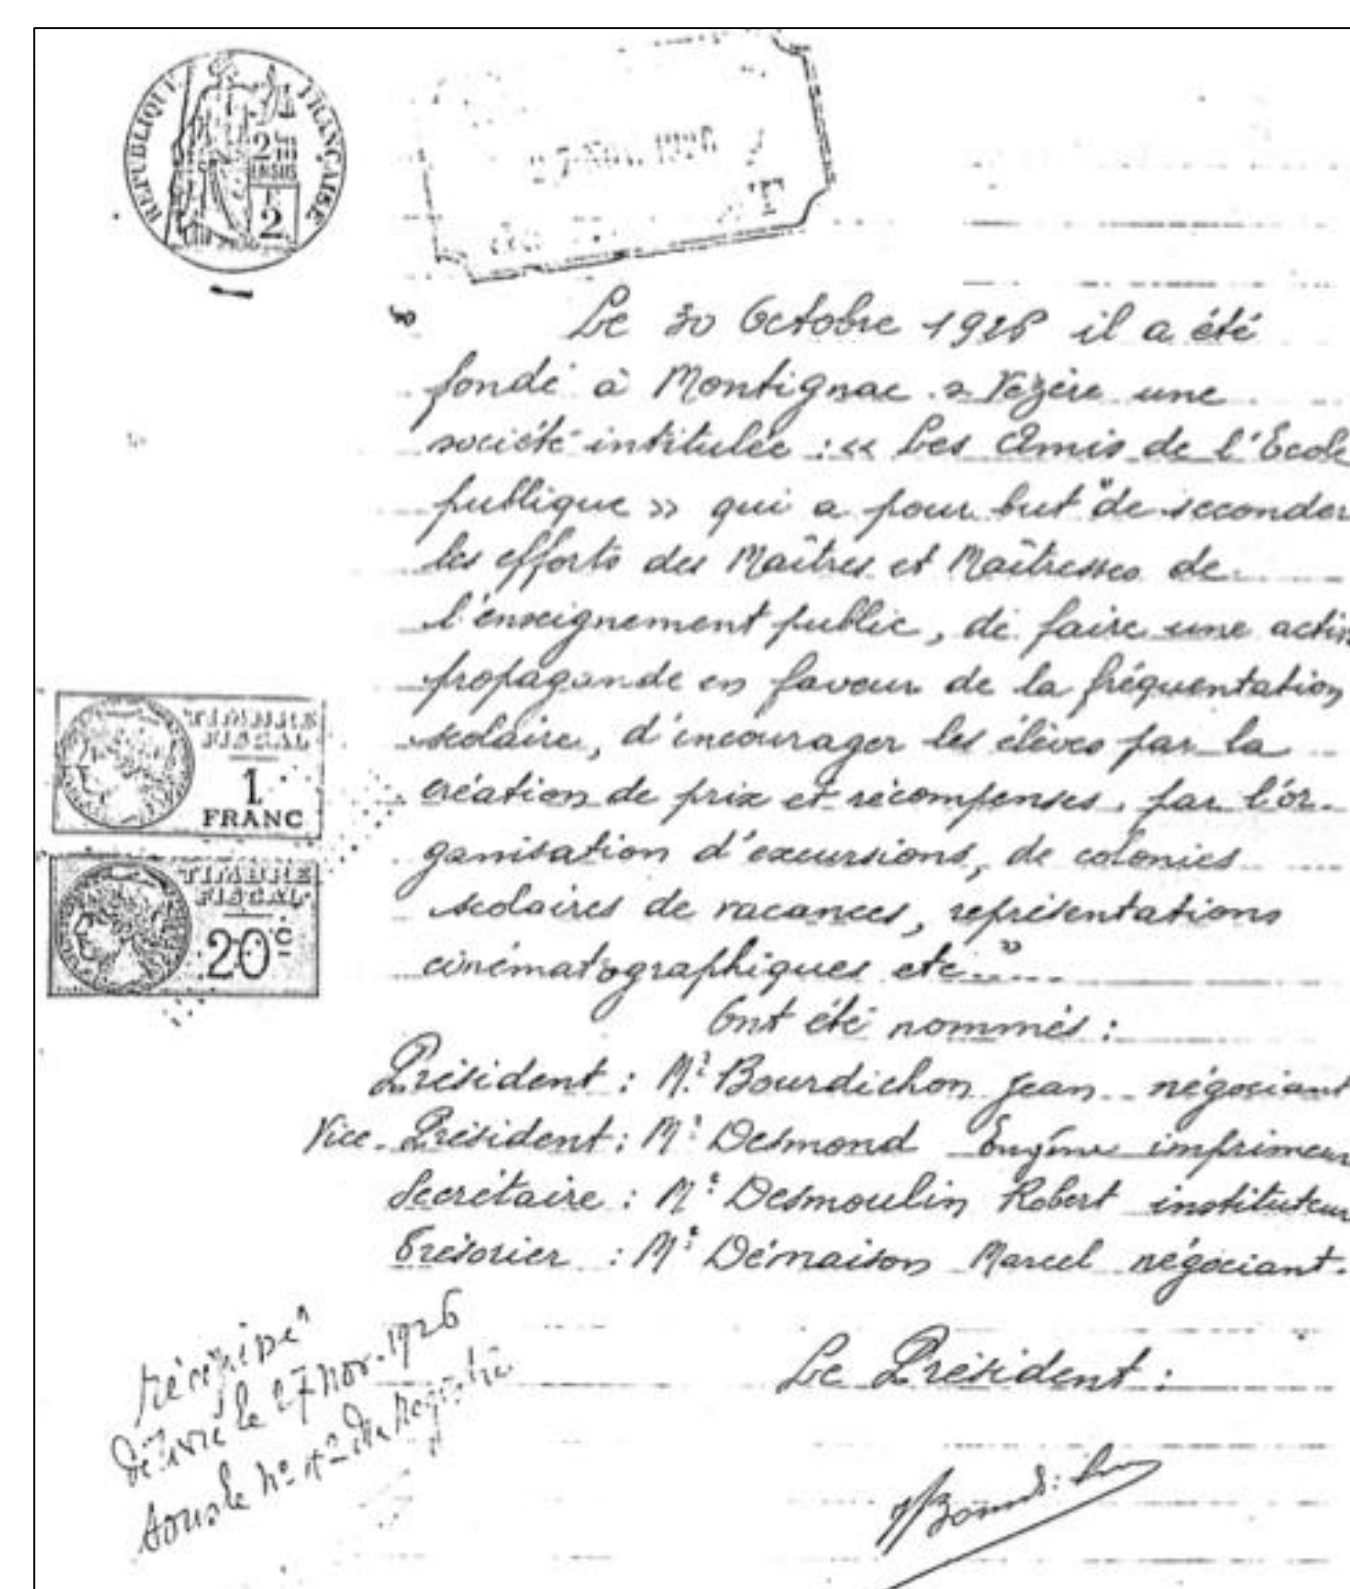 REPUBLIQUE FRANÇAISE
2
27 NOV. 1926
Le 30 Octobre 1926 il a été
fondé à Montignac s Vézère une
société intitulée : « Les Amis de l'Ecole
publique » qui a pour but "de seconder
les efforts des Maîtres et Maîtresses de
l'enseignement public, de faire une active
propagande en faveur de la fréquentation
scolaire, d'encourager les élèves par la
création de prix et récompenses, par l'or-
ganisation d'excursions, de colonies
scolaires de vacances, représentations
cinématographiques etc..."
Ont été nommés :
Président : Mr Bourdichon Jean négociant
Vice-Président : Mr Desmond Eugène imprimeur
Secrétaire : Mr Desmoulin Robert instituteur
Trésorier : Mr Démaison Marcel négociant.
TIMBRE
FISCAL
1
FRANC
TIMBRE
FISCAL
20c
Le Président :
récépissé
délivré le 27 nov. 1926
sous le No du Registre